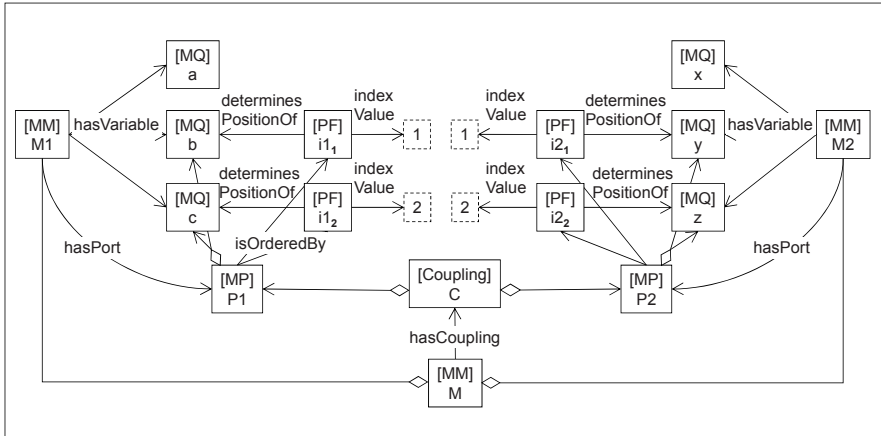 [MQ]
a
[MQ]
x
[MM]
M1
hasVariable
[MQ]
b
determines
PositionOf
[PF]
i1₁
index
Value
1
1
index
Value
[PF]
i2₁
determines
PositionOf
[MQ]
y
hasVariable
[MM]
M2
[MQ]
c
determines
PositionOf
[PF]
i1₂
index
Value
2
2
index
Value
[PF]
i2₂
determines
PositionOf
[MQ]
z
hasPort
isOrderedBy
hasPort
[MP]
P1
[Coupling]
C
[MP]
P2
hasCoupling
[MM]
M